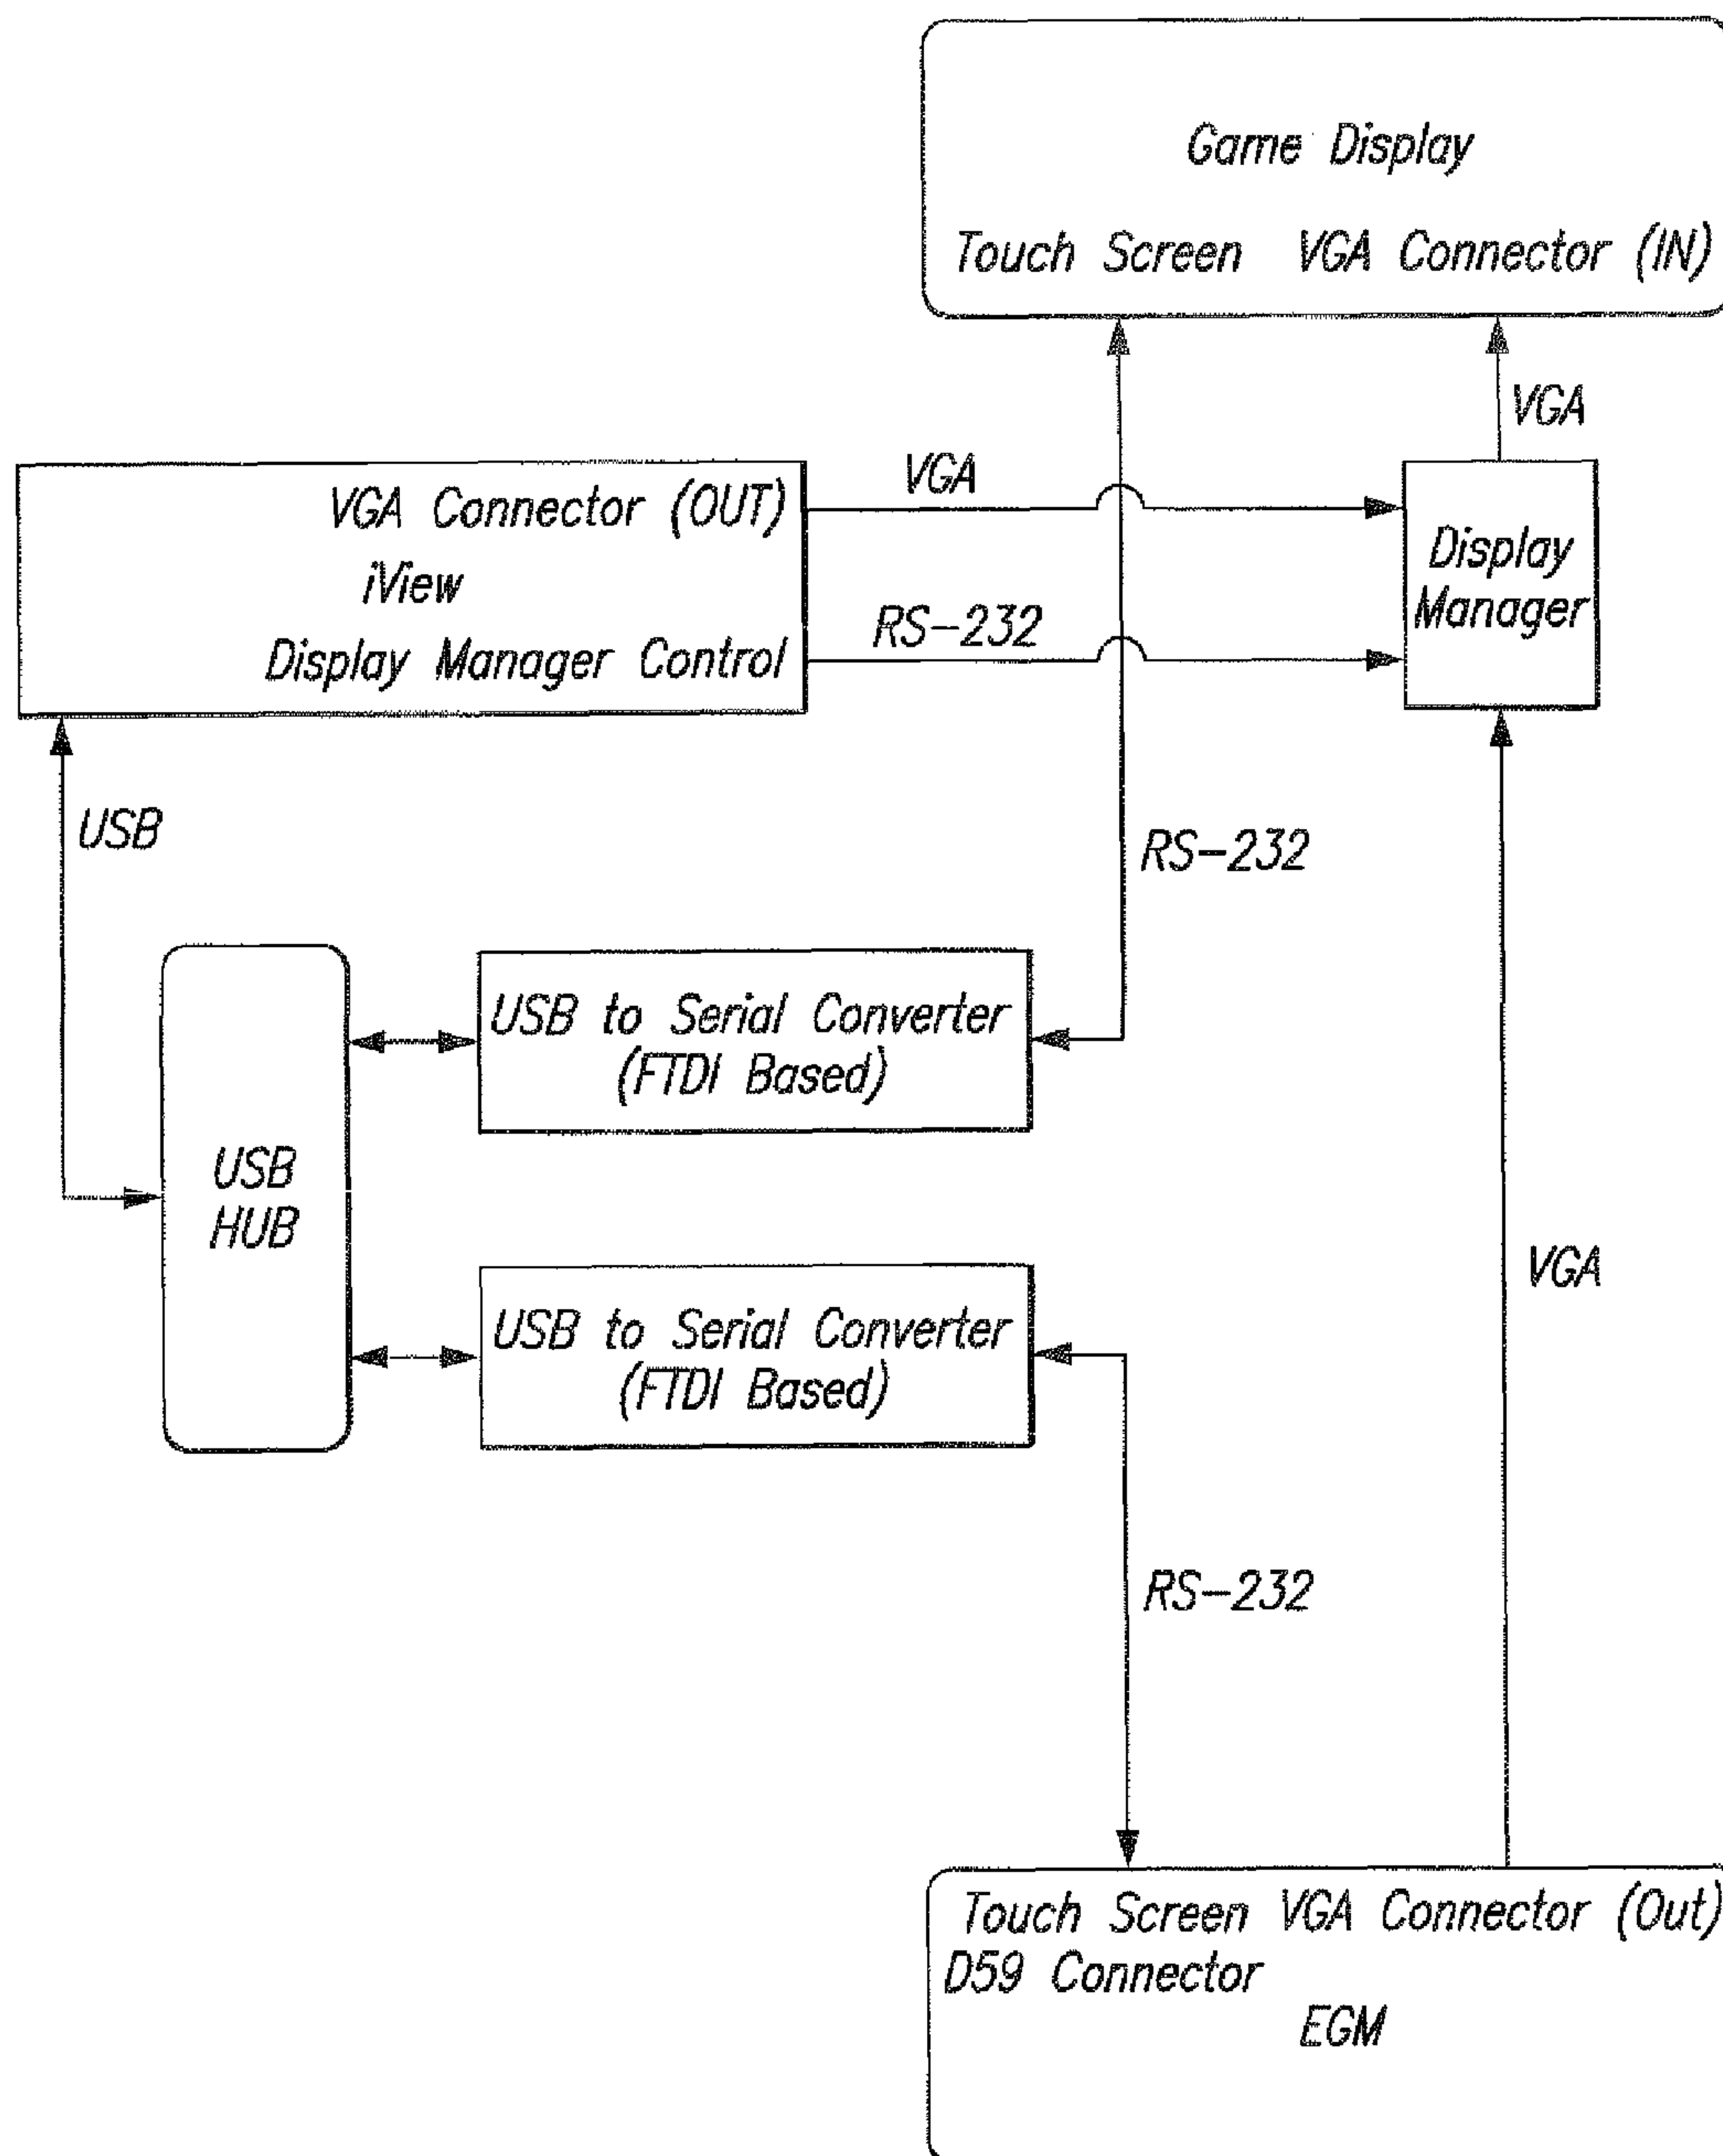 Game Display
Touch Screen VGA Connector (IN)
VGA
VGA Connector (OUT)
iView
Display Manager Control
VGA
RS-232
Display
Manager
USB
RS-232
USB to Serial Converter
(FTDI Based)
USB
HUB
USB to Serial Converter
(FTDI Based)
VGA
RS-232
Touch Screen VGA Connector (Out)
D59 Connector
EGM